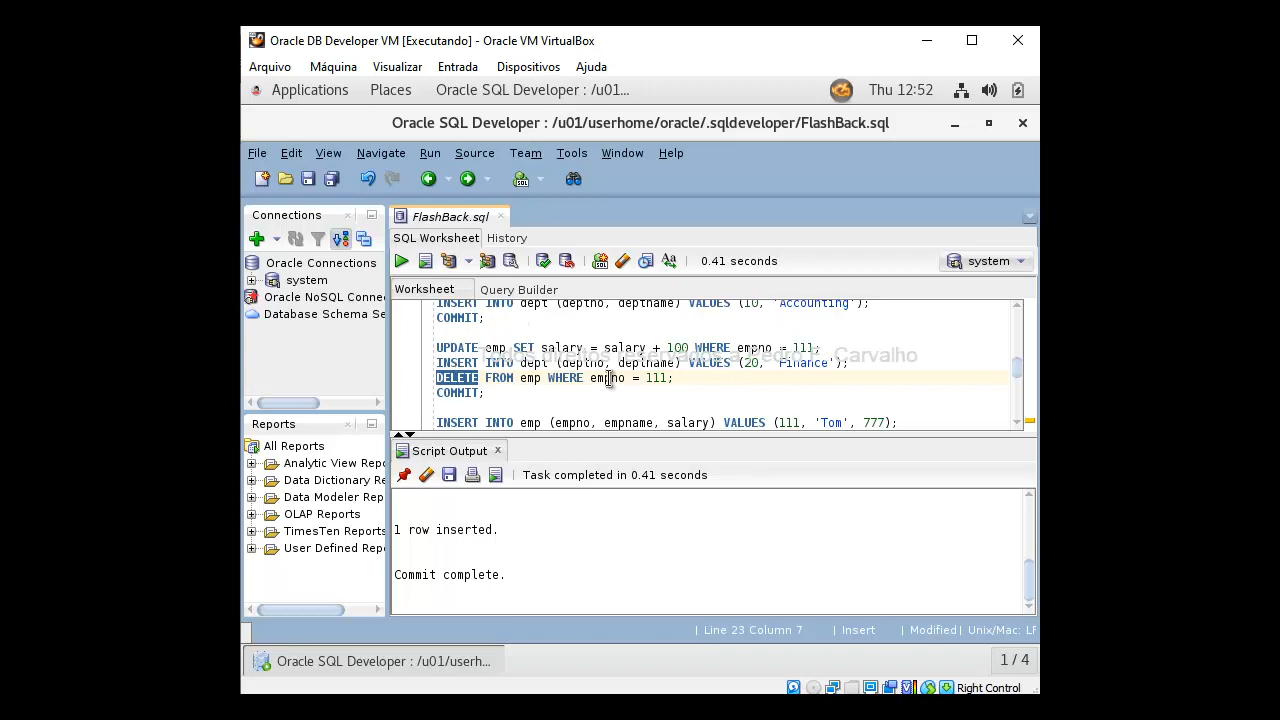 Oracle DB Developer VM [Executando] - Oracle VM VirtualBox
Arquivo Máquina Visualizar Entrada Dispositivos Ajuda
Applications Places Oracle SQL Developer : /u01... Thu 12:52
Oracle SQL Developer : /u01/userhome/oracle/.sqldeveloper/FlashBack.sql
File Edit View Navigate Run Source Team Tools Window Help
Connections
Oracle Connections
system
Oracle NoSQL Conne
Database Schema Se
Reports
All Reports
Analytic View Repo
Data Dictionary Re
Data Modeler Rep
OLAP Reports
TimesTen Reports
User Defined Repo
FlashBack.sql
SQL Worksheet History
0.41 seconds system
Worksheet Query Builder
INSERT INTO dept (deptno, deptname) VALUES (10, 'Accounting');
COMMIT;
UPDATE emp SET salary = salary + 100 WHERE empno = 111;
Todos direitos reservados a Pedro F. Carvalho
INSERT INTO dept (deptno, deptname) VALUES (20, 'Finance');
DELETE FROM emp WHERE empno = 111;
COMMIT;
INSERT INTO emp (empno, empname, salary) VALUES (111, 'Tom', 777);
Script Output
Task completed in 0.41 seconds
1 row inserted.
Commit complete.
Line 23 Column 7 Insert Modified Unix/Mac: LF
Oracle SQL Developer : /u01/userh... 1 / 4
Right Control